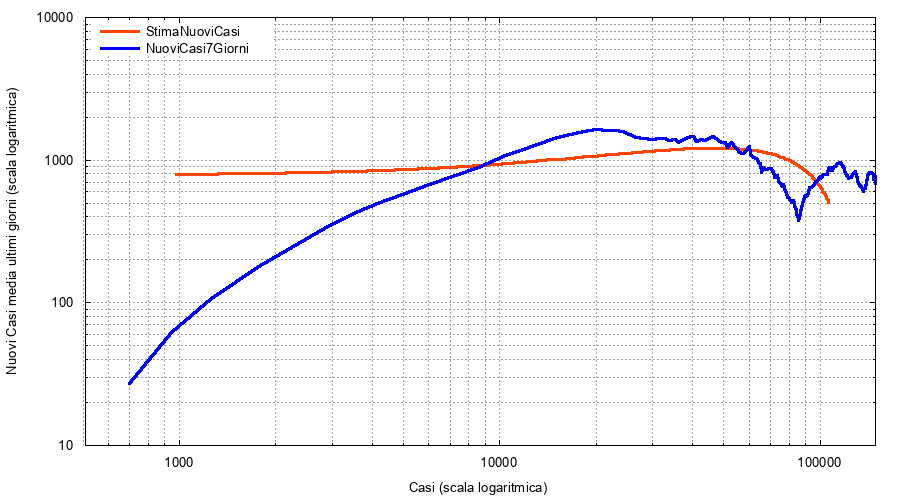 10000
StimaNuoviCasi
NuoviCasi7Giorni
1000
100
10
Nuovi Casi media ultimi giorni (scala logaritmica)
1000 10000 100000
Casi (scala logaritmica)